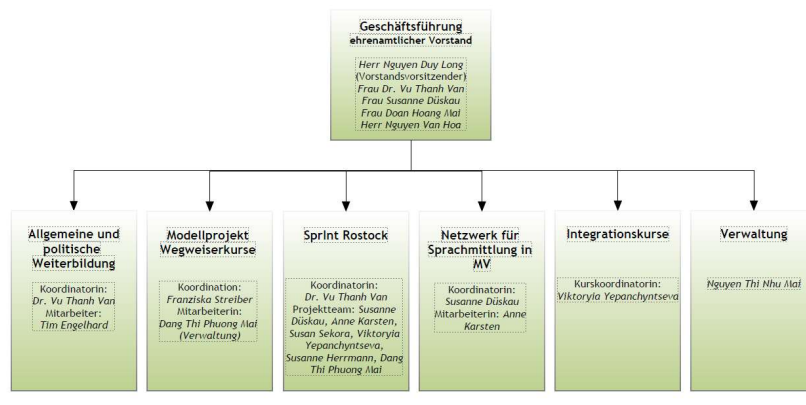 Geschäftsführung
ehrenamtlicher Vorstand
Herr Nguyen Duy Long
(Vorstandsvorsitzender)
Frau Dr. Vu Thanh Van
Frau Susanne Düskau
Frau Doan Hoang Mai
Herr Nguyen Van Hoa
Allgemeine und
politische
Weiterbildung
Koordinatorin:
Dr. Vu Thanh Van
Mitarbeiter:
Tim Engelhard
Modellprojekt
Wegweiserkurse
Koordination:
Franziska Streiber
Mitarbeiterin:
Dang Thi Phuong Mai
(Verwaltung)
SprInt Rostock
Koordinatorin:
Dr. Vu Thanh Van
Projektteam: Susanne
Düskau, Anne Karsten,
Susan Sekora, Viktoryia
Yepanchyntseva,
Susanne Herrmann, Dang
Thi Phuong Mai
Netzwerk für
Sprachmittlung in
MV
Koordinatorin:
Susanne Düskau
Mitarbeiterin: Anne
Karsten
Integrationskurse
Kurskoordinatorin:
Viktoryia Yepanchyntseva
Verwaltung
Nguyen Thi Nhu Mai